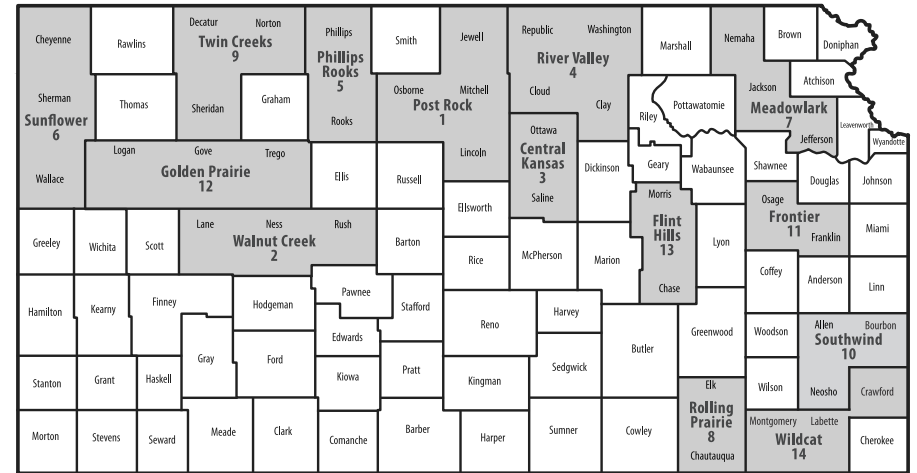 Cheyenne
Rawlins
Decatur Norton
Twin Creeks
9
Phillips
Phillips
Rooks
5
Smith
Jewell
Republic Washington
River Valley
4
Marshall
Nemaha
Brown
Doniphan
Sherman
Sunflower
6
Thomas
Sheridan
Graham
Rooks
Osborne Mitchell
Post Rock
1
Cloud
Clay
Riley
Pottawatomie
Jackson
Meadowlark
7
Jefferson
Atchison
Leavenworth
Wyandotte
Wallace
Logan Gove Trego
Golden Prairie
12
Ellis
Russell
Lincoln
Ottawa
Central
Kansas
3
Saline
Dickinson
Geary
Wabaunsee
Shawnee
Douglas
Johnson
Greeley
Wichita
Scott
Lane Ness Rush
Walnut Creek
2
Barton
Ellsworth
Rice
McPherson
Marion
Morris
Flint
Hills
13
Chase
Lyon
Osage
Frontier
11
Franklin
Miami
Hamilton
Kearny
Finney
Hodgeman
Pawnee
Stafford
Reno
Harvey
Butler
Greenwood
Coffey
Anderson
Linn
Gray
Ford
Edwards
Kiowa
Pratt
Kingman
Sedgwick
Woodson
Allen Bourbon
Southwind
10
Neosho
Crawford
Stanton
Grant
Haskell
Elk
Rolling
Prairie
8
Chautauqua
Wilson
Morton
Stevens
Seward
Meade
Clark
Comanche
Barber
Harper
Sumner
Cowley
Montgomery Labette
Wildcat
14
Cherokee